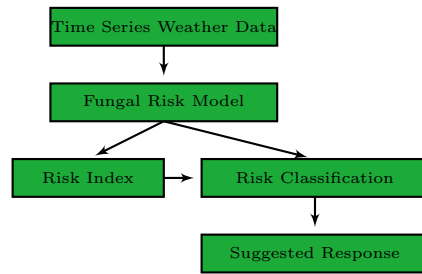 Time Series Weather Data
Fungal Risk Model
Risk Index
Risk Classification
Suggested Response